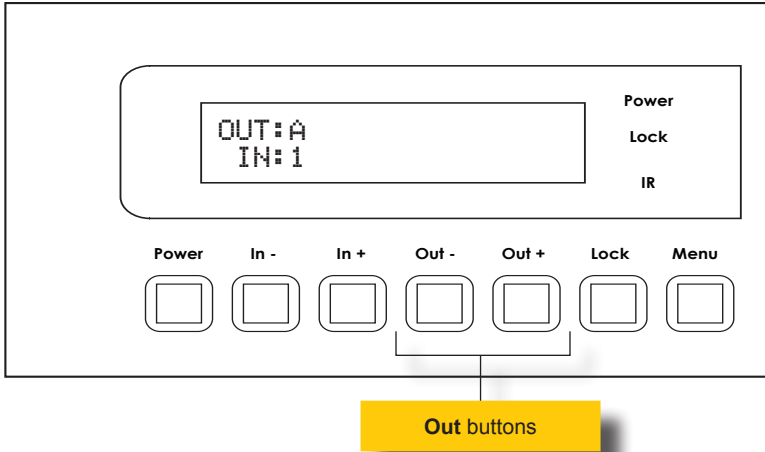 Power
OUT:A
Lock
IN:1
IR
Power In - In + Out - Out + Lock Menu
Out buttons